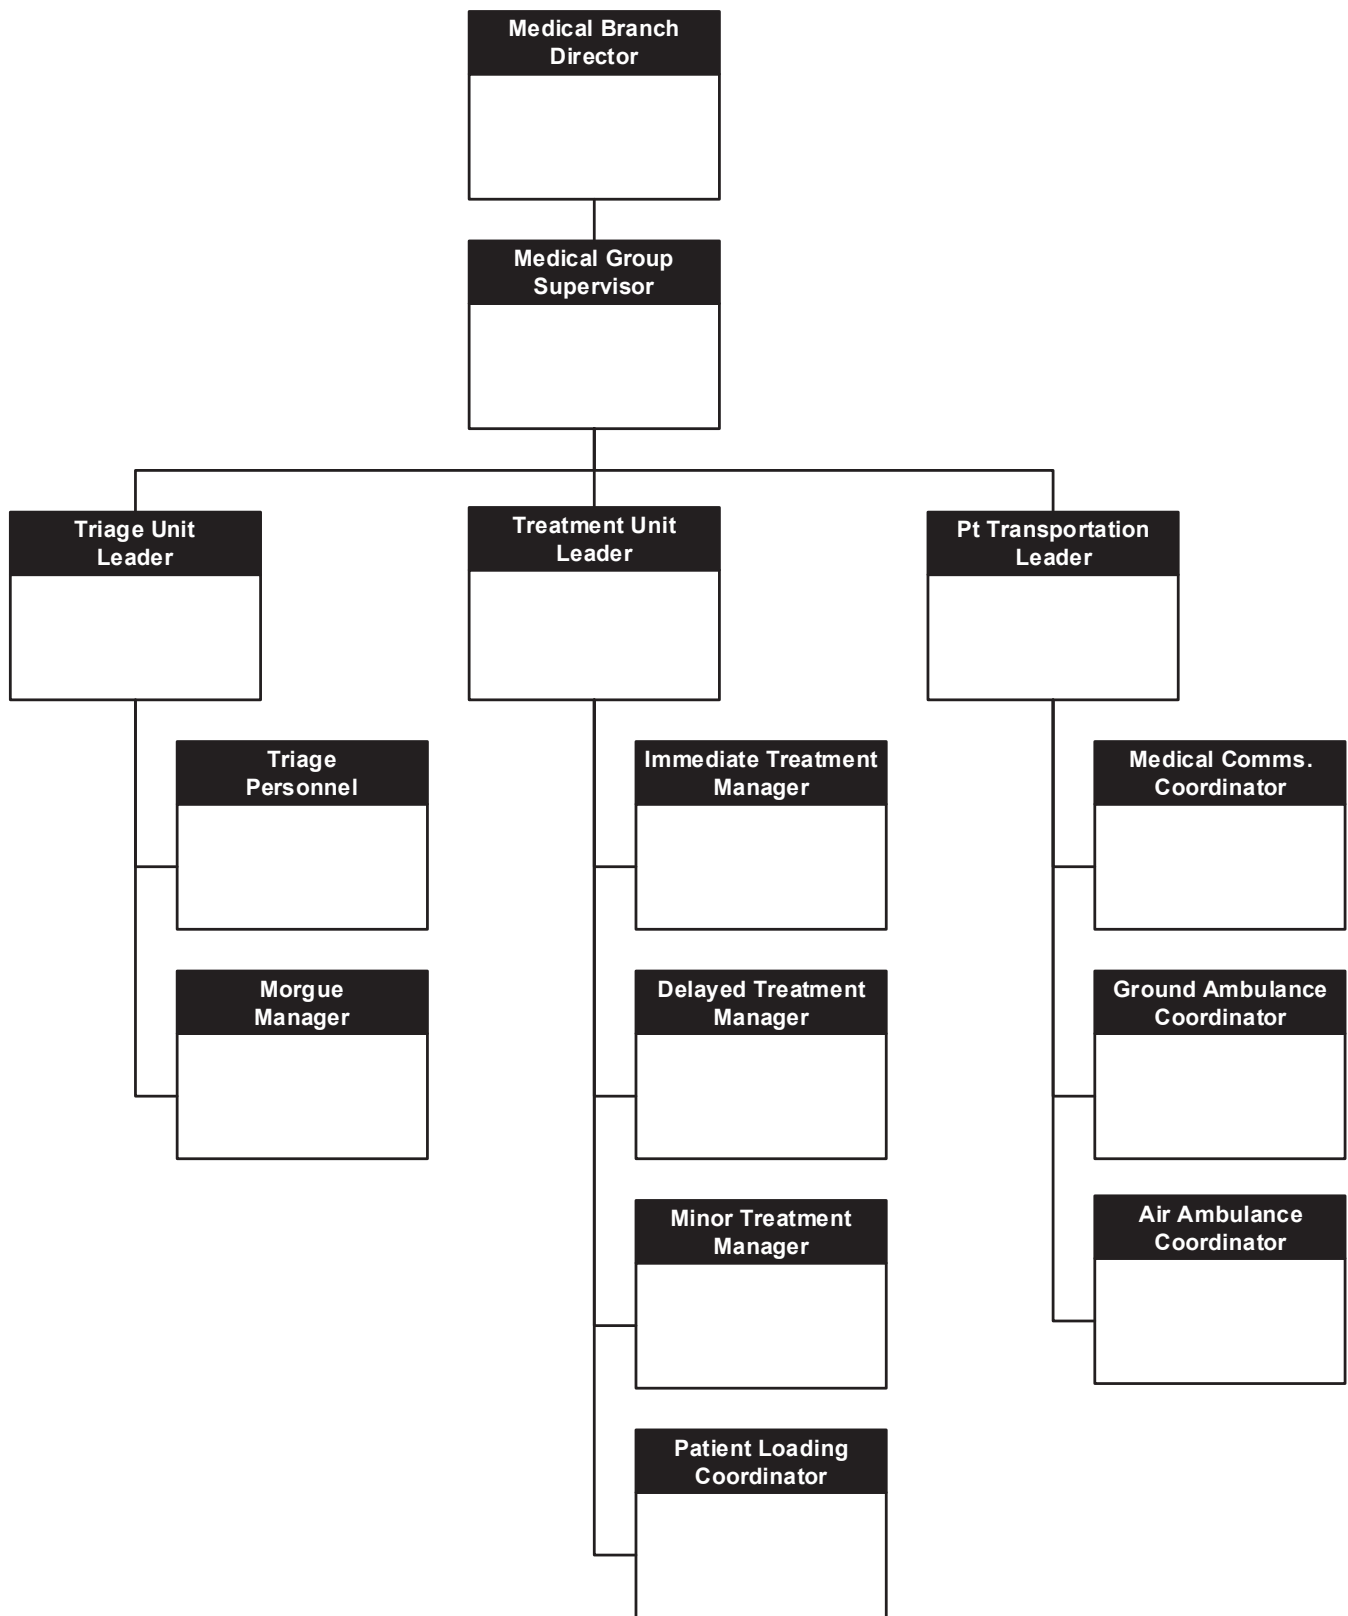 Medical Branch
Director
Medical Group
Supervisor
Triage Unit
Leader
Treatment Unit
Leader
Pt Transportation
Leader
Triage
Personnel
Immediate Treatment
Manager
Medical Comms.
Coordinator
Morgue
Manager
Delayed Treatment
Manager
Ground Ambulance
Coordinator
Minor Treatment
Manager
Air Ambulance
Coordinator
Patient Loading
Coordinator